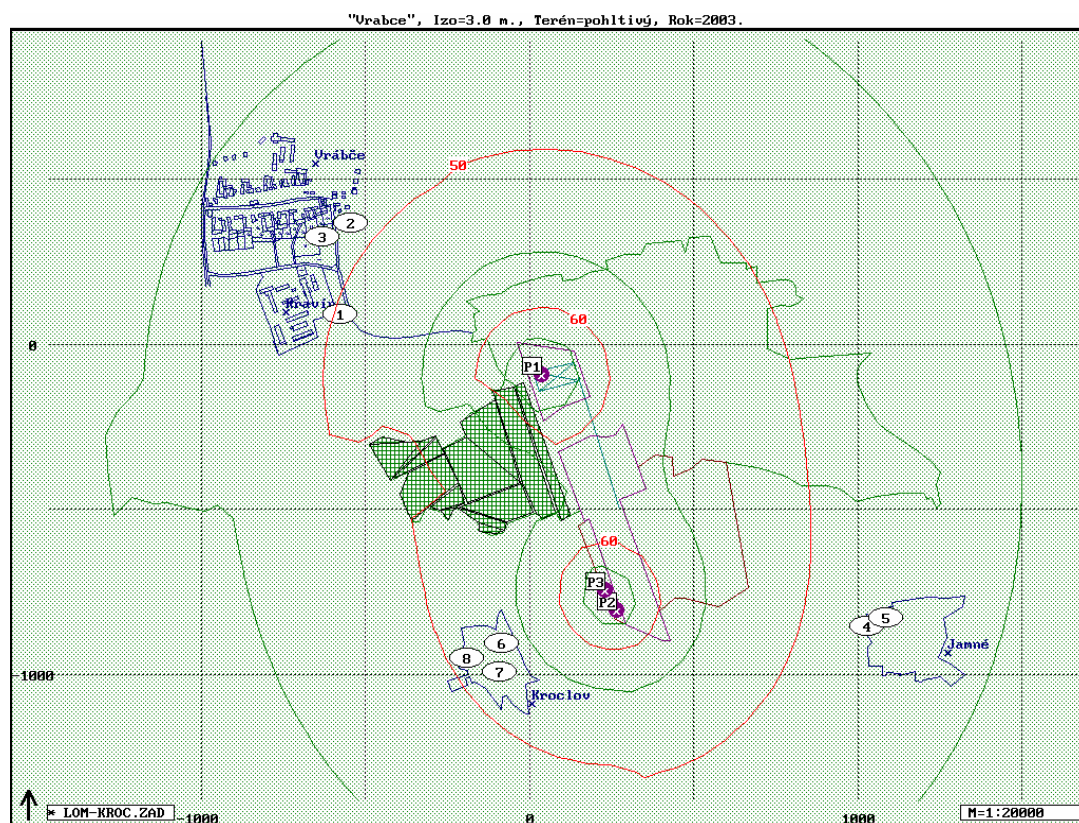 "Vrabce", Izo=3.0 m., Terén=pohltivý, Rok=2003.
Vrábče
50
2
3
Kravín
1
60
0
P1
60
P3
P2
4
5
6
8
7
Jamné
-1000
Kroclov
* LOM-KROC.ZAD
-1000
0
1000
M=1:20000